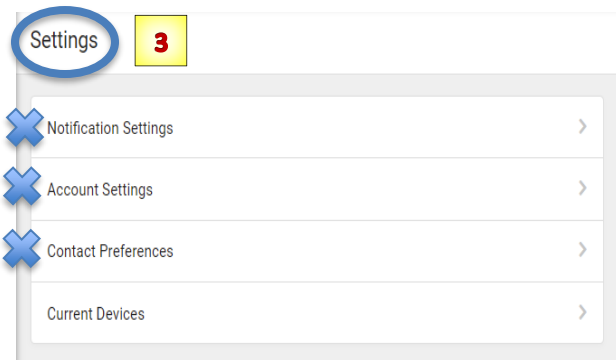 Settings 3
Notification Settings
Account Settings
Contact Preferences
Current Devices